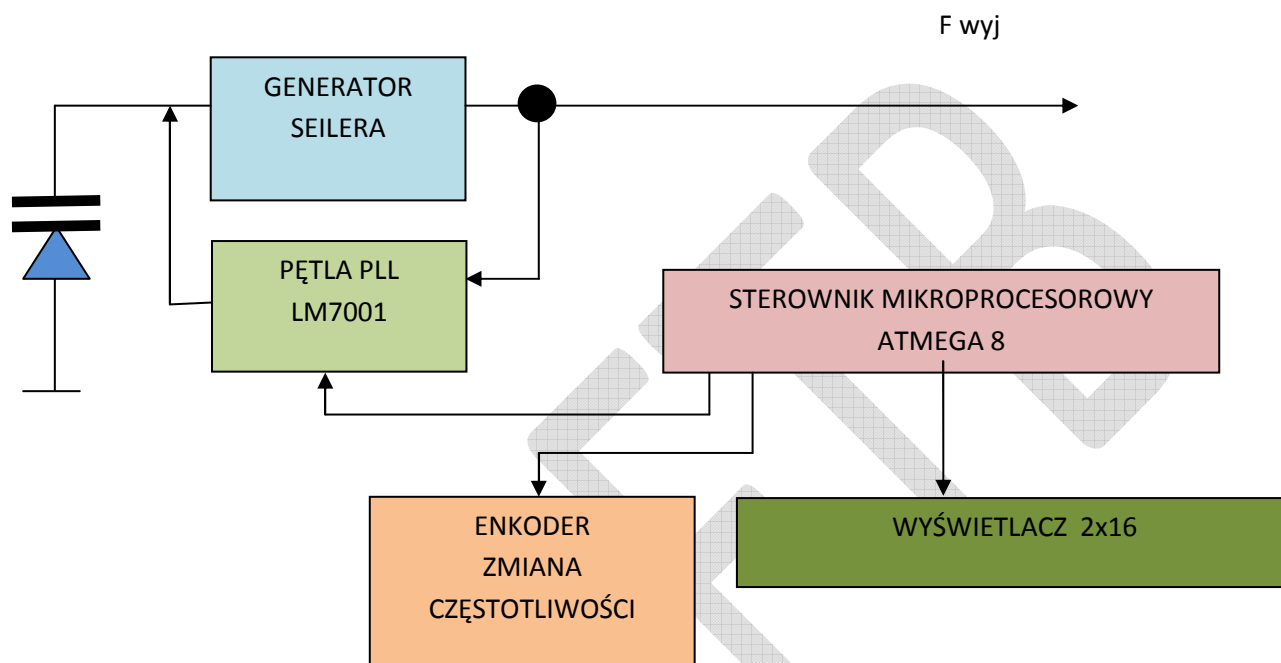 F wyj
GENERATOR
SEILERA
PĘTLA PLL
LM7001
STEROWNIK MIKROPROCESOROWY
ATMEGA 8
ENKODER
ZMIANA
CZĘSTOTLIWOŚCI
WYŚWIETLACZ 2x16